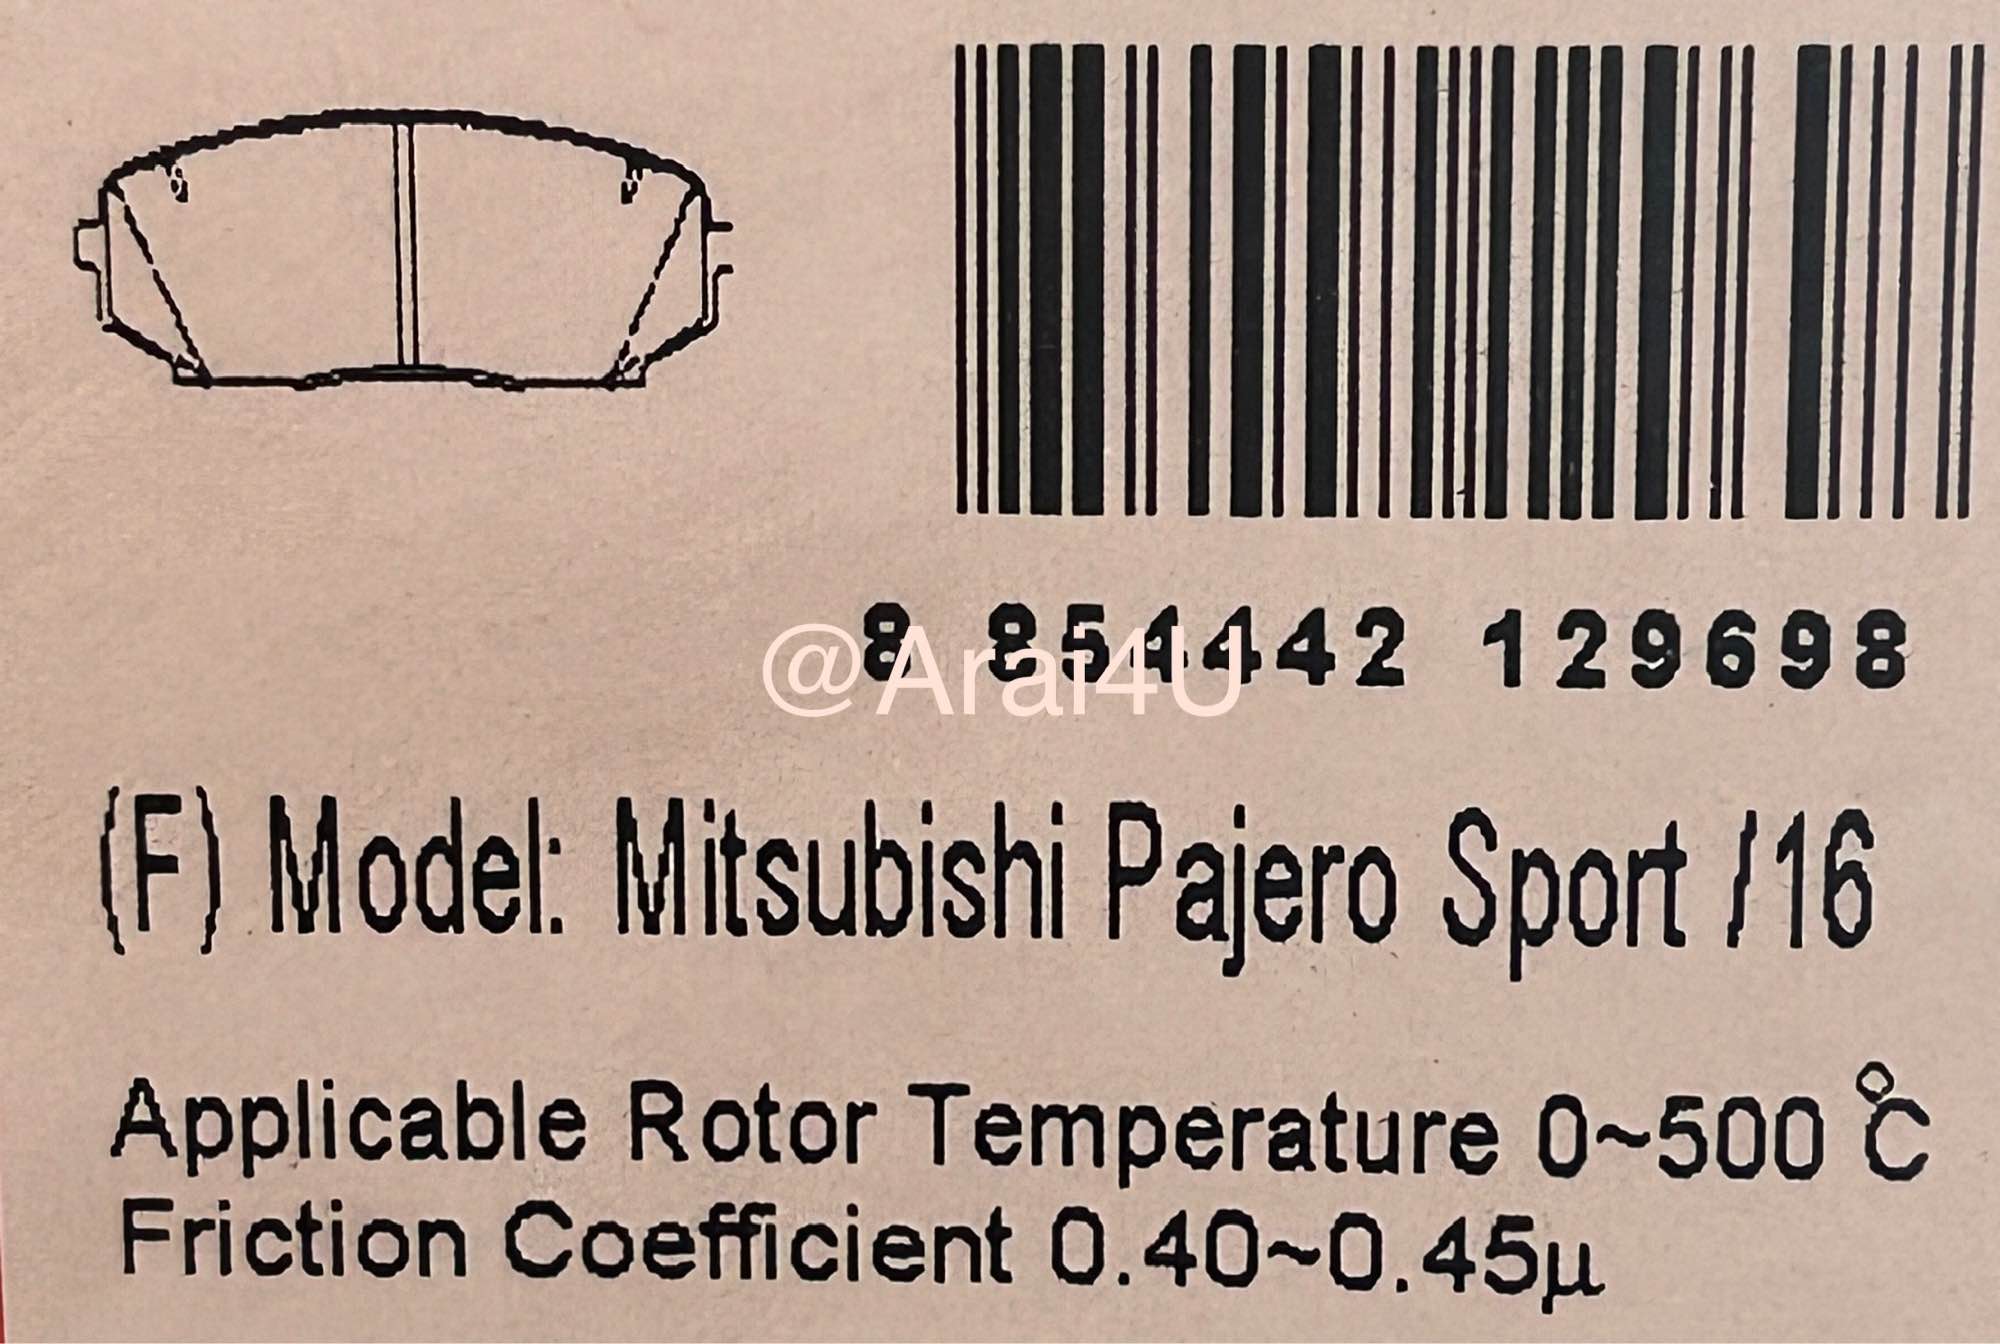 8 854442 129698
@Arai4U
(F) Model: Mitsubishi Pajero Sport /16
Applicable Rotor Temperature 0~500 °C
Friction Coefficient 0.40~0.45µ